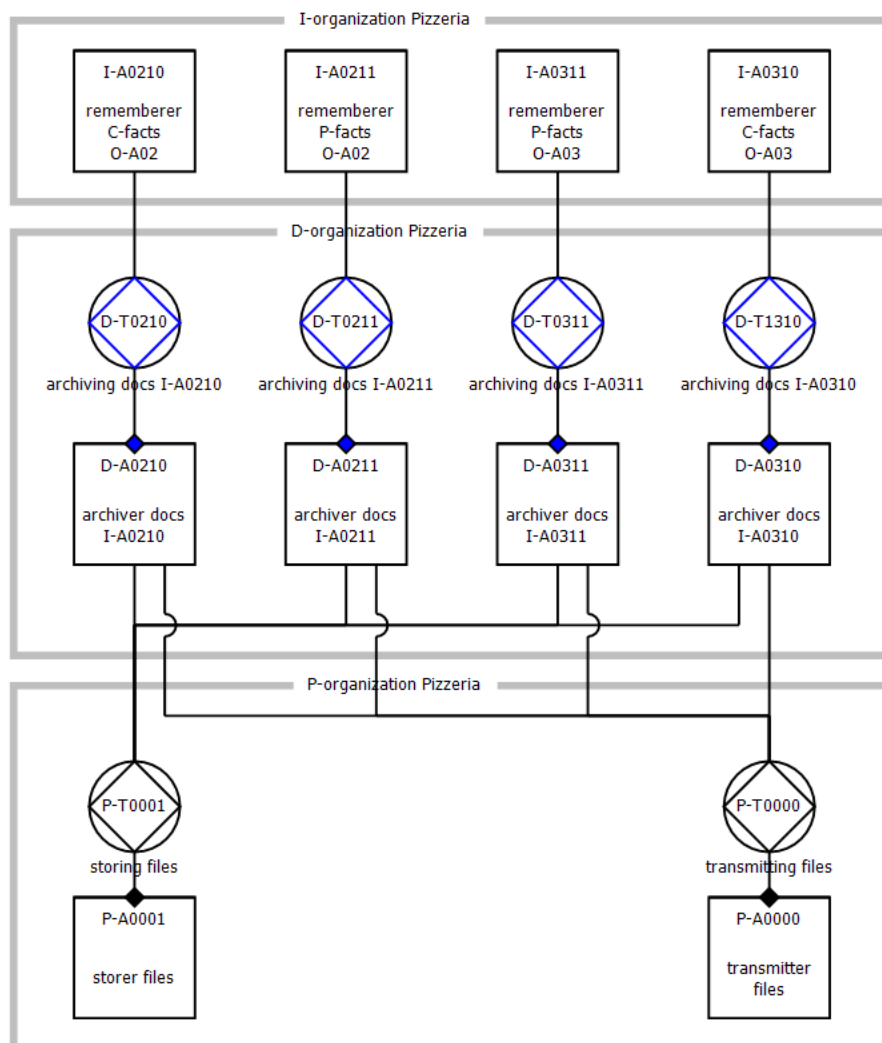 I-organization Pizzeria
I-A0210
rememberer
C-facts
O-A02
I-A0211
rememberer
P-facts
O-A02
I-A0311
rememberer
P-facts
O-A03
I-A0310
rememberer
C-facts
O-A03
D-organization Pizzeria
D-T0210
D-T0211
D-T0311
D-T1310
archiving docs I-A0210
archiving docs I-A0211
archiving docs I-A0311
archiving docs I-A0310
D-A0210
archiver docs
I-A0210
D-A0211
archiver docs
I-A0211
D-A0311
archiver docs
I-A0311
D-A0310
archiver docs
I-A0310
P-organization Pizzeria
P-T0001
P-T0000
storing files
transmitting files
P-A0001
storer files
P-A0000
transmitter
files